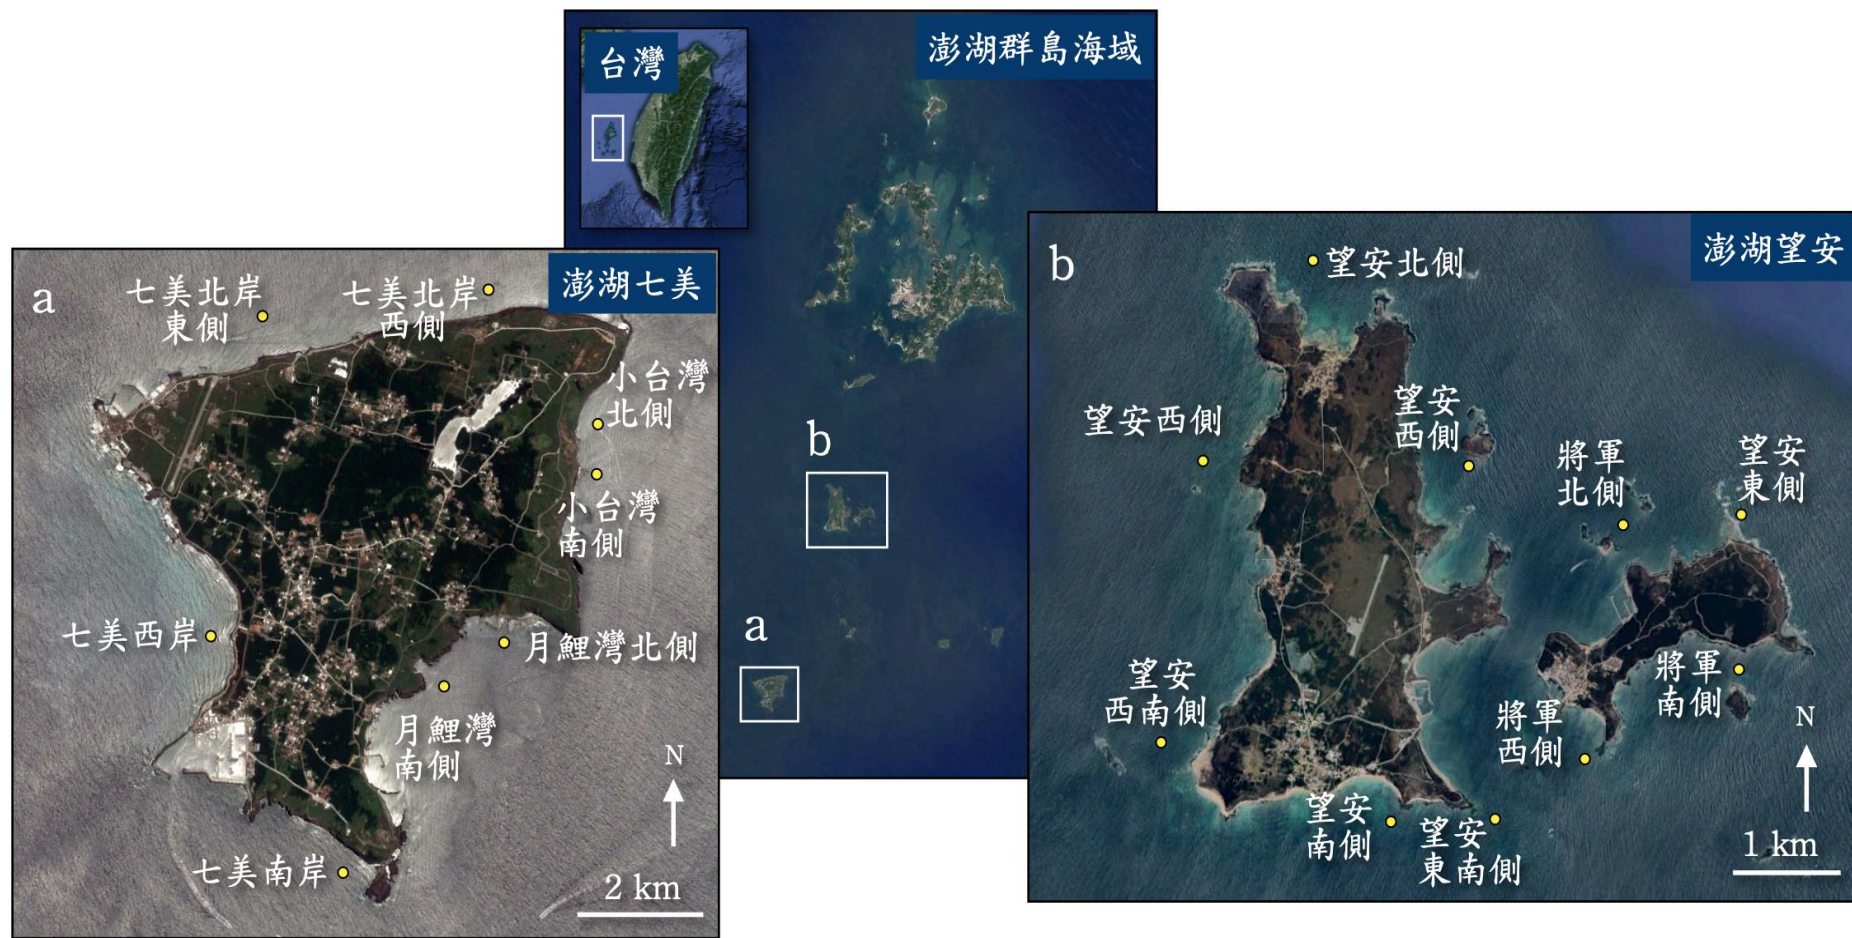 台灣
澎湖群島海域
b
a
a
澎湖七美
七美北岸
東側
七美北岸
西側
小台灣
北側
小台灣
南側
七美西岸
月鯉灣北側
月鯉灣
南側
七美南岸
N
2 km
b
澎湖望安
望安北側
望安西側
望安
西側
將軍
北側
望安
東側
望安
西南側
將軍
南側
將軍
西側
望安
南側
望安
東南側
N
1 km